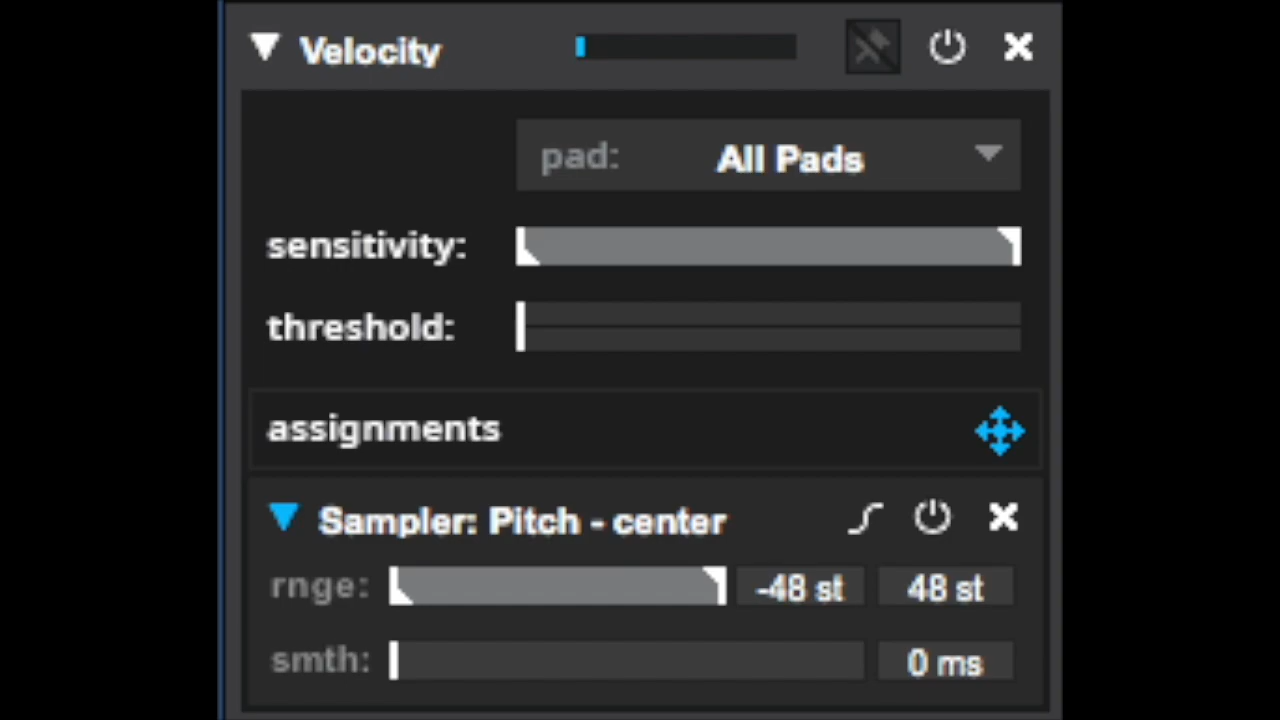 Velocity
pad: All Pads
sensitivity:
threshold:
assignments
Sampler: Pitch - center
rnge: -48 st 48 st
smth: 0 ms